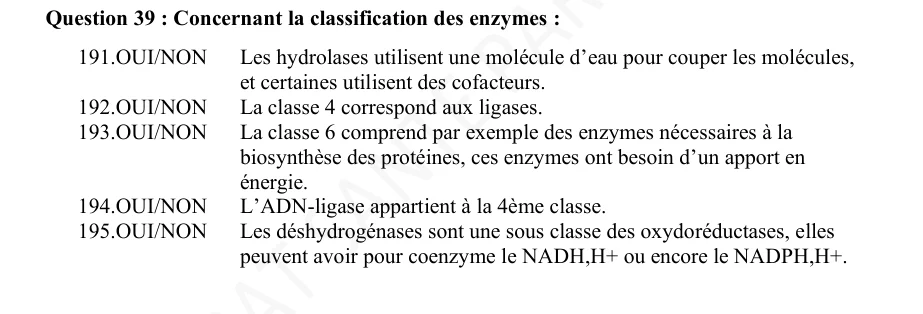 Question 39 : Concernant la classification des enzymes :
191.OUI/NON Les hydrolases utilisent une molécule d’eau pour couper les molécules,
et certaines utilisent des cofacteurs.
192.OUI/NON La classe 4 correspond aux ligases.
193.OUI/NON La classe 6 comprend par exemple des enzymes nécessaires à la
biosynthèse des protéines, ces enzymes ont besoin d’un apport en
énergie.
194.OUI/NON L’ADN-ligase appartient à la 4ème classe.
195.OUI/NON Les déshydrogénases sont une sous classe des oxydoréductases, elles
peuvent avoir pour coenzyme le NADH,H+ ou encore le NADPH,H+.